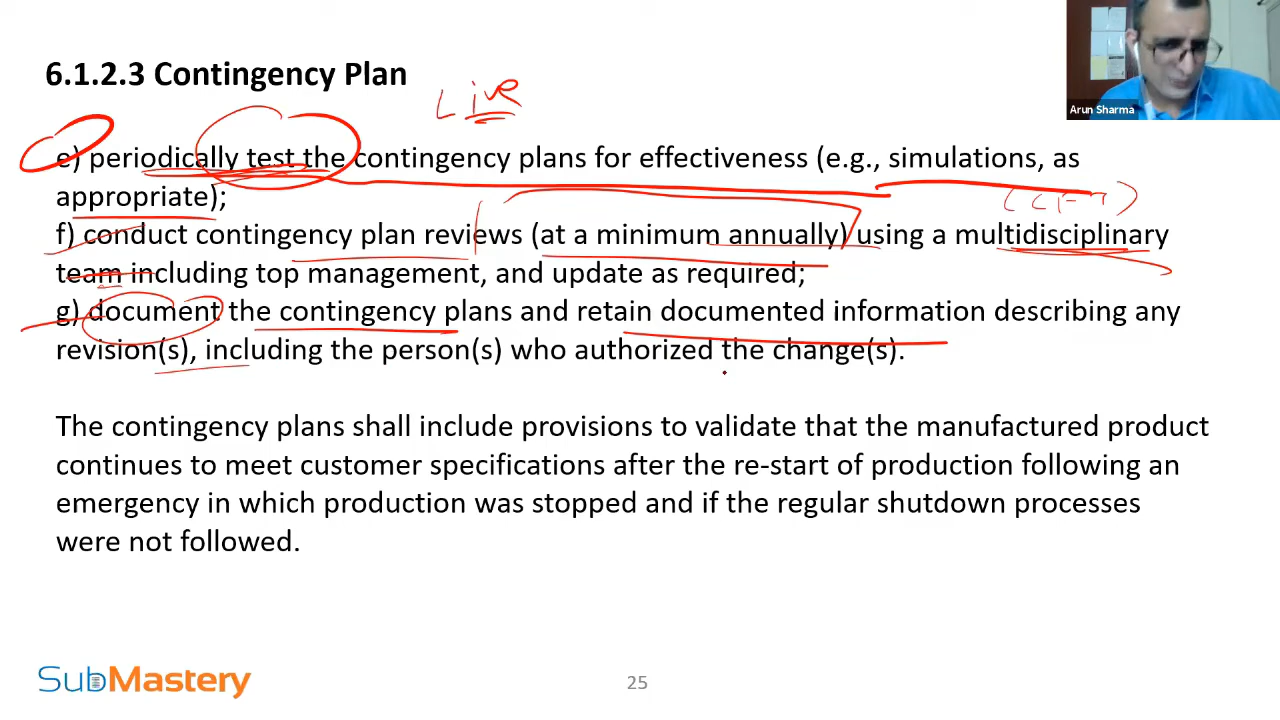 6.1.2.3 Contingency Plan
Live
Arun Sharma
e) periodically test the contingency plans for effectiveness (e.g., simulations, as
appropriate);
(CFT)
f) conduct contingency plan reviews (at a minimum annually) using a multidisciplinary
team including top management, and update as required;
g) document the contingency plans and retain documented information describing any
revision(s), including the person(s) who authorized the change(s).
The contingency plans shall include provisions to validate that the manufactured product
continues to meet customer specifications after the re-start of production following an
emergency in which production was stopped and if the regular shutdown processes
were not followed.
SubMastery
25